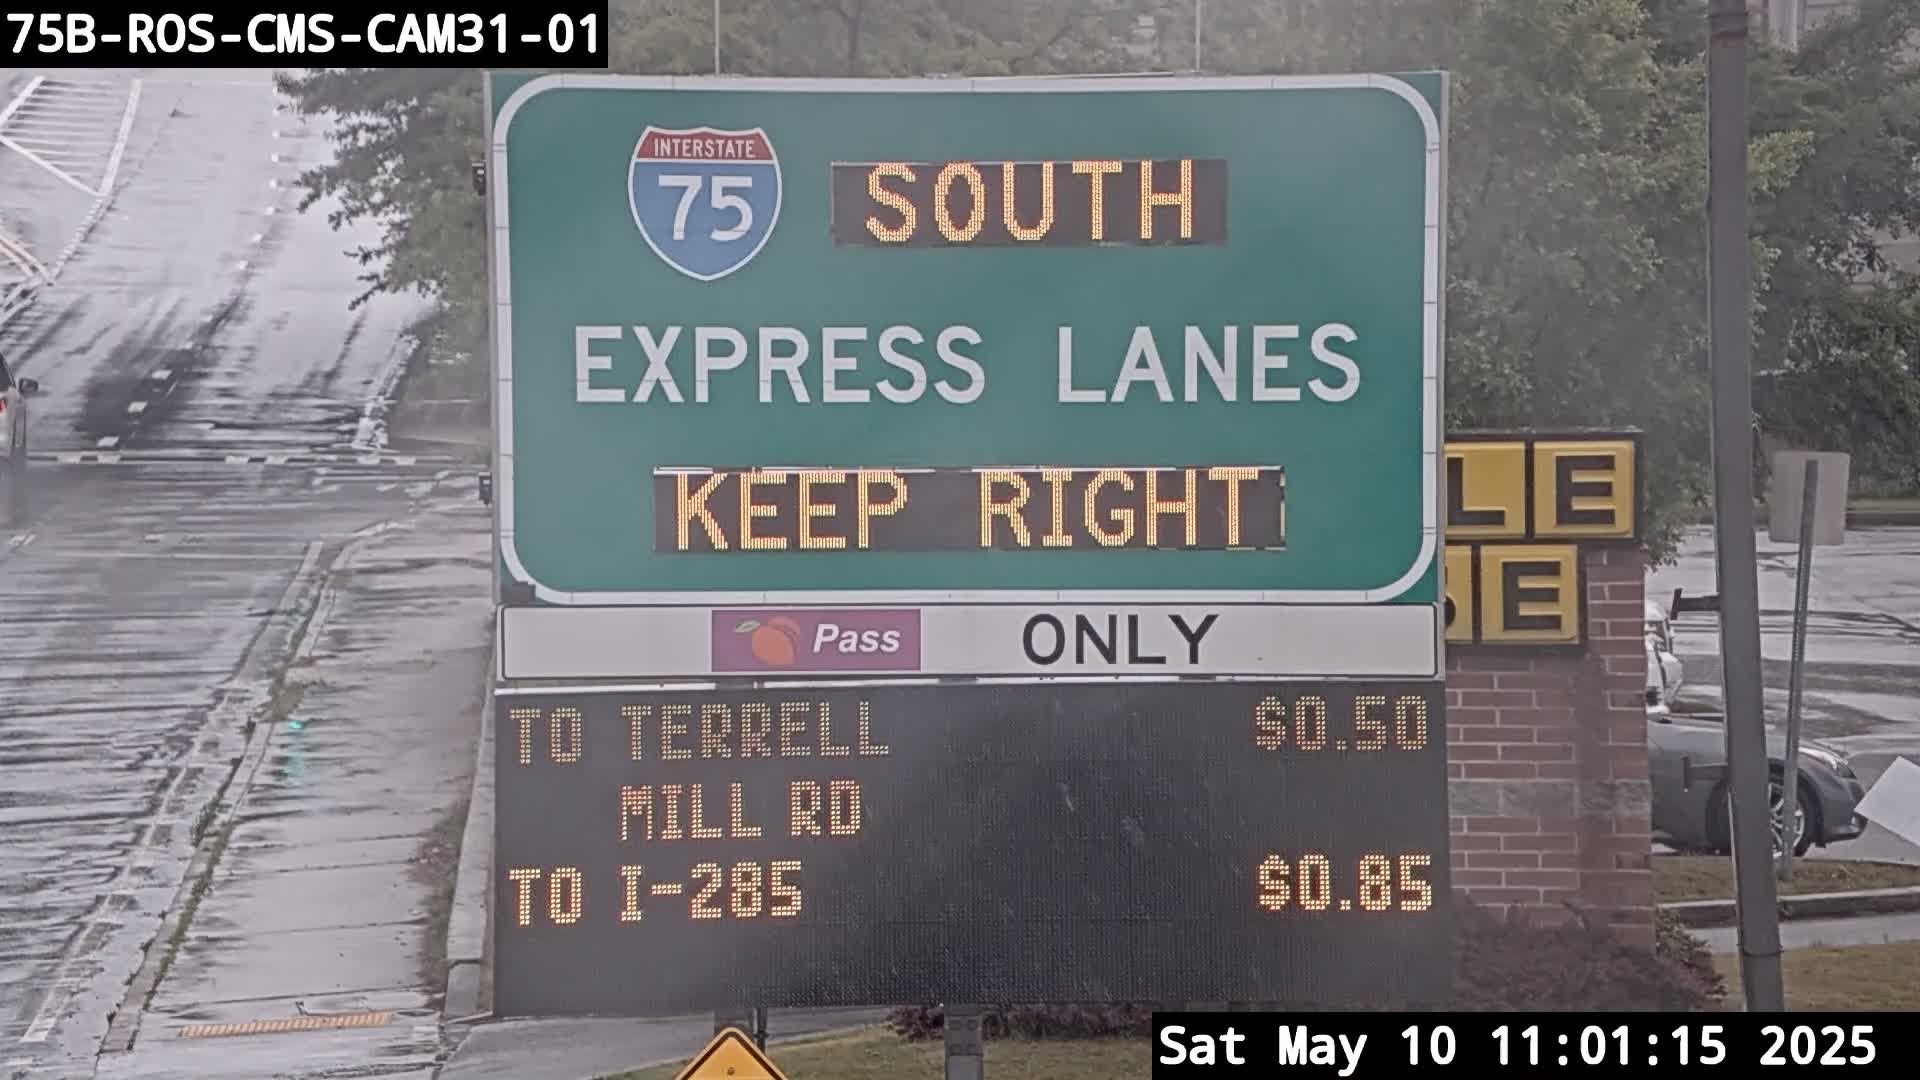 75B-ROS-CMS-CAM31-01
INTERSTATE
75
SOUTH
EXPRESS LANES
KEEP RIGHT
Pass ONLY
TO TERRELL $0.50
MILL RD
TO I-285 $0.85
LE
E
Sat May 10 11:01:15 2025